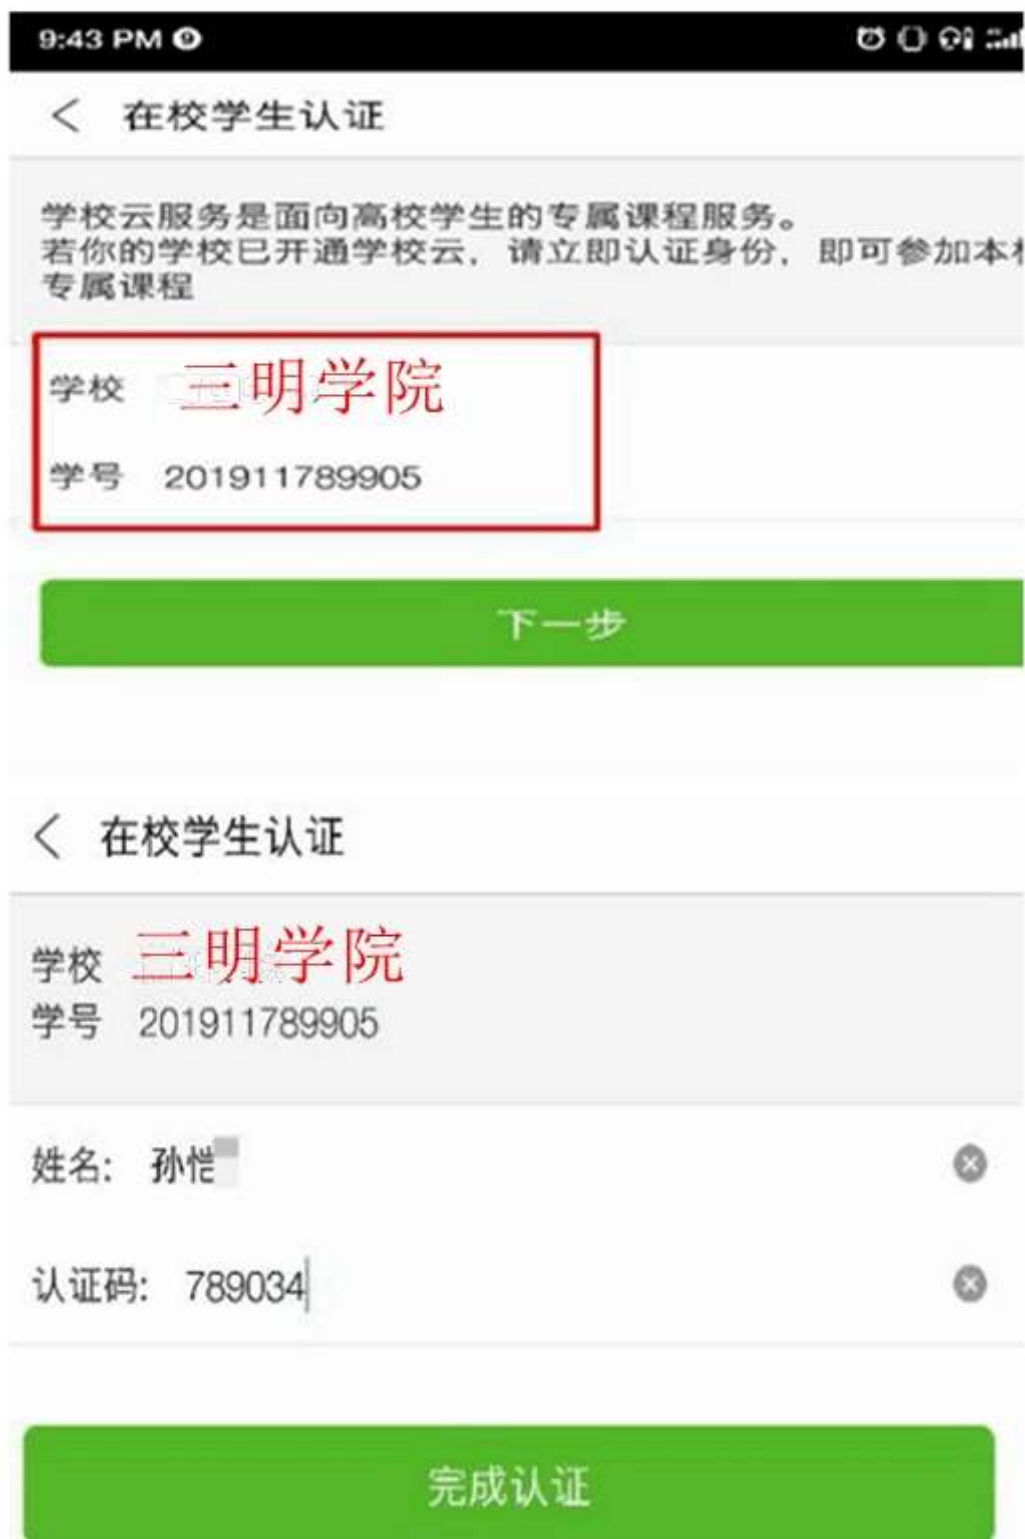 9:43 PM
在校学生认证
学校云服务是面向高校学生的专属课程服务。
若你的学校已开通学校云，请立即认证身份，即可参加本
专属课程
学校 三明学院
学号 201911789905
下一步
在校学生认证
学校 三明学院
学号 201911789905
姓名: 孙恺
认证码: 789034
完成认证